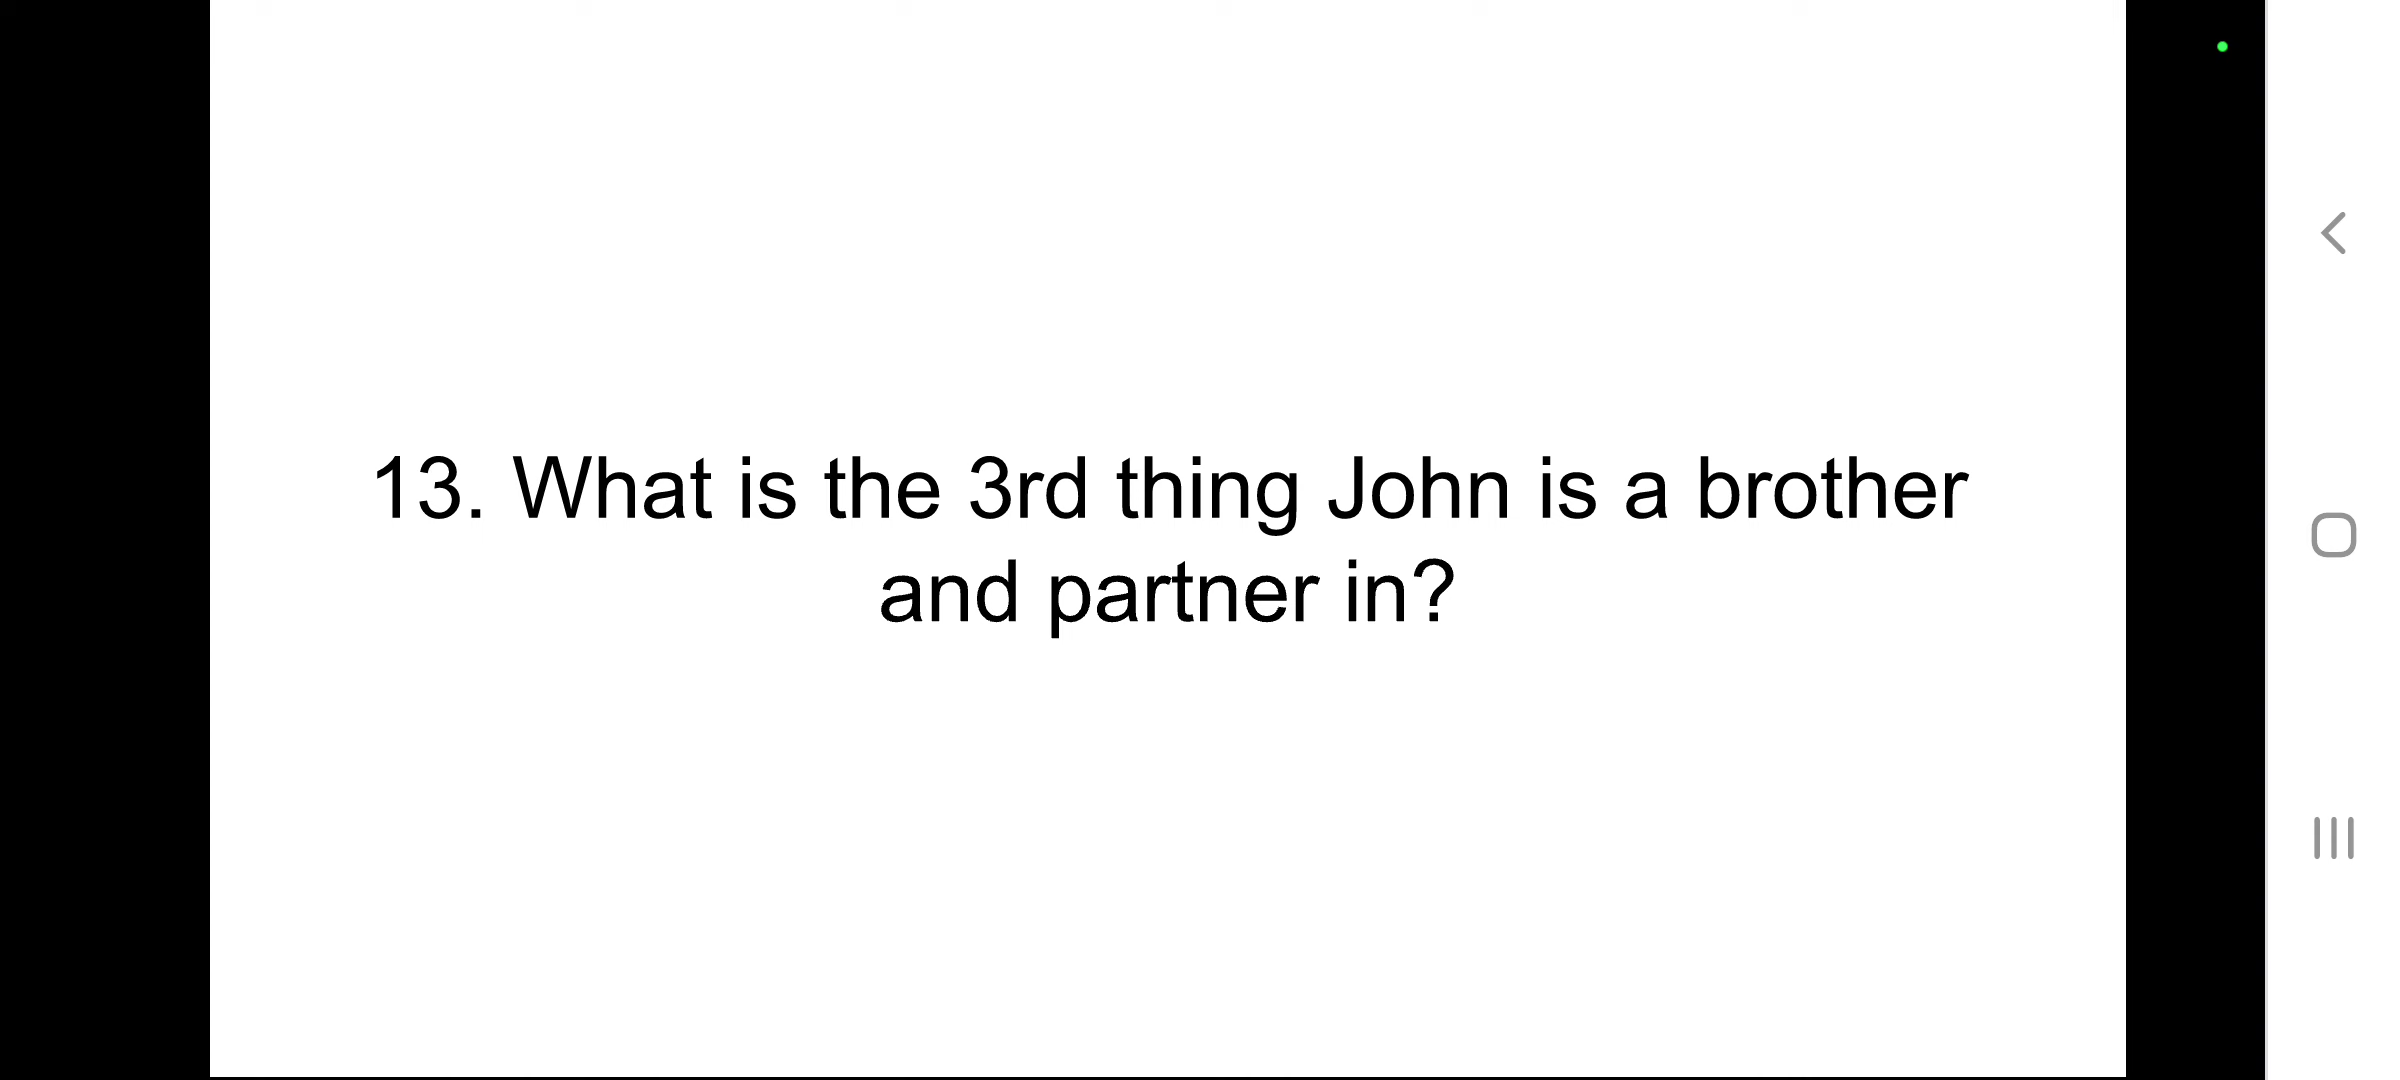 13. What is the 3rd thing John is a brother
and partner in?